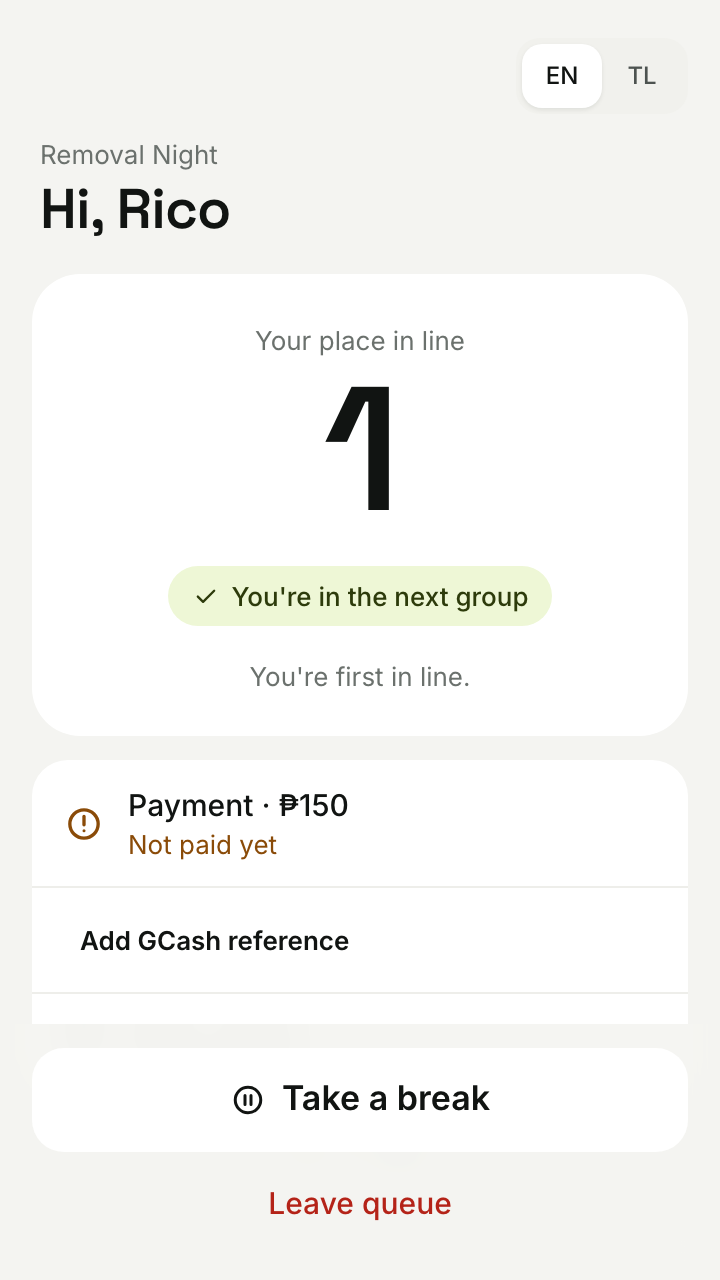 EN TL
Removal Night
Hi, Rico
Your place in line
1
You're in the next group
You're first in line.
Payment · ₱150
Not paid yet
Add GCash reference
Take a break
Leave queue